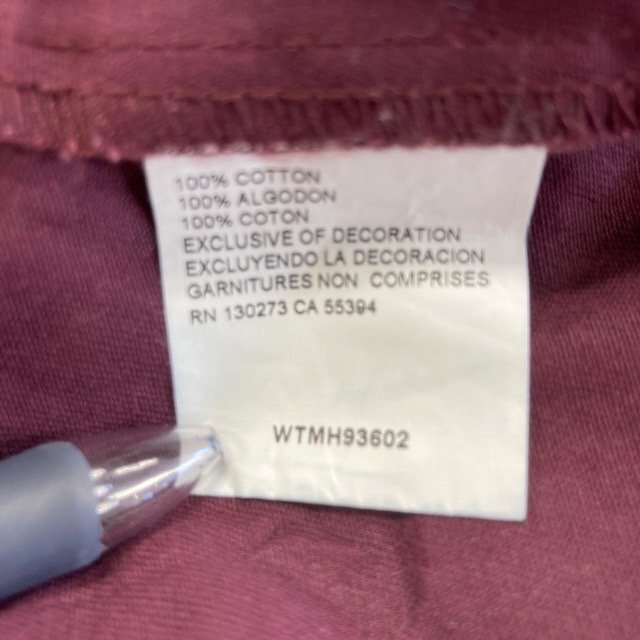 100% COTTON
100% ALGODON
100% COTON
EXCLUSIVE OF DECORATION
EXCLUYENDO LA DECORACION
GARNITURES NON COMPRISES
RN 130273 CA 55394
WTMH93602